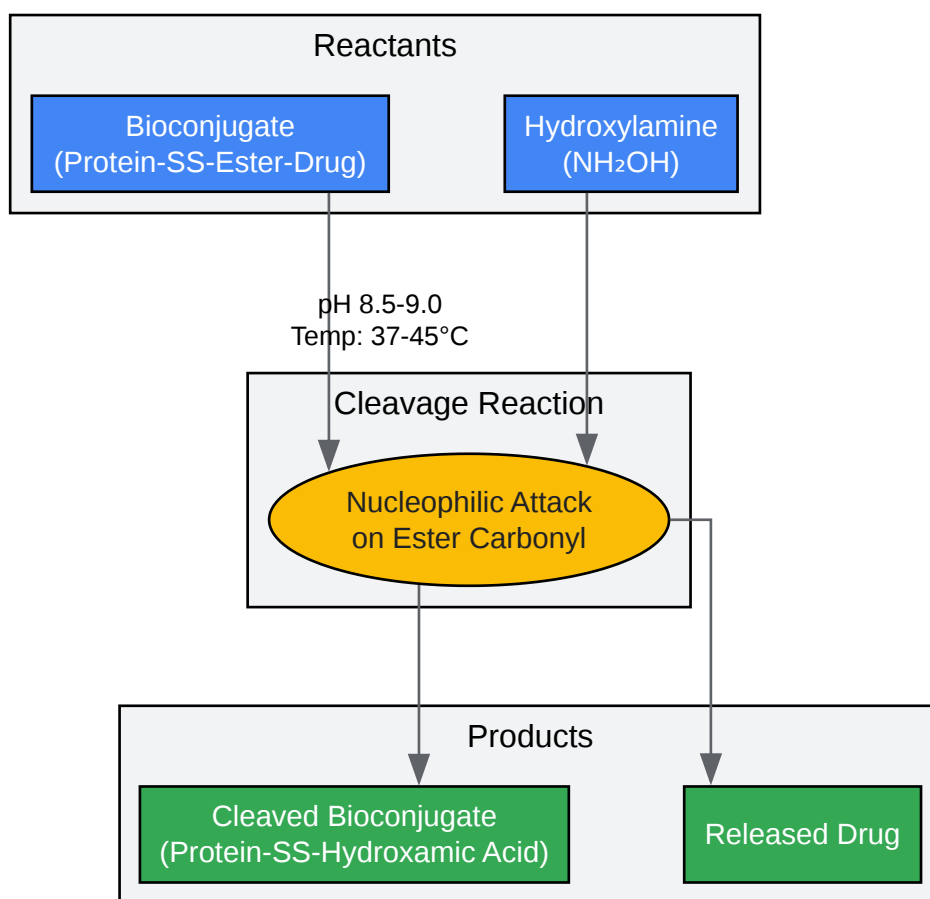 Reactants
Bioconjugate
(Protein-SS-Ester-Drug)
Hydroxylamine
(NH₂OH)
pH 8.5-9.0
Temp: 37-45°C
Cleavage Reaction
Nucleophilic Attack
on Ester Carbonyl
Products
Cleaved Bioconjugate
(Protein-SS-Hydroxamic Acid)
Released Drug